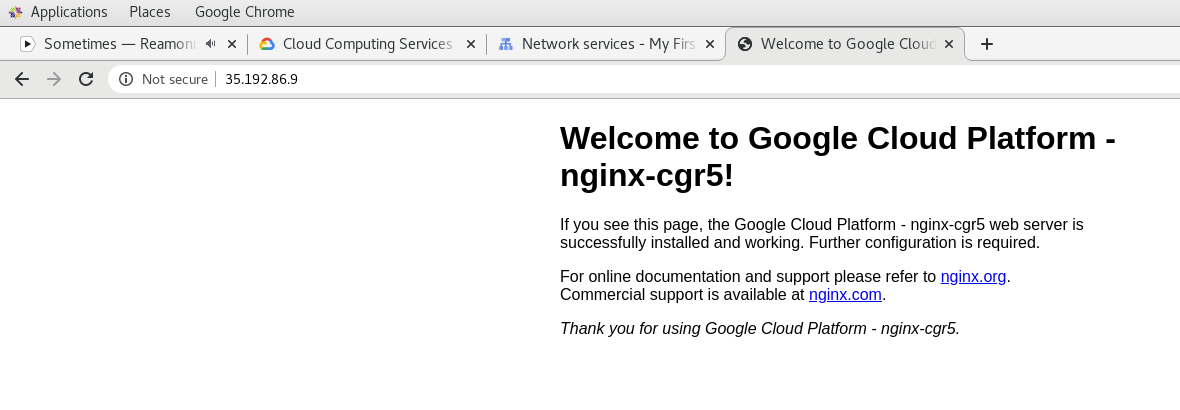 Applications Places Google Chrome
Sometimes — Reamon Cloud Computing Services Network services - My Firs Welcome to Google Cloud
Not secure 35.192.86.9
Welcome to Google Cloud Platform -
nginx-cgr5!
If you see this page, the Google Cloud Platform - nginx-cgr5 web server is
successfully installed and working. Further configuration is required.
For online documentation and support please refer to nginx.org.
Commercial support is available at nginx.com.
Thank you for using Google Cloud Platform - nginx-cgr5.